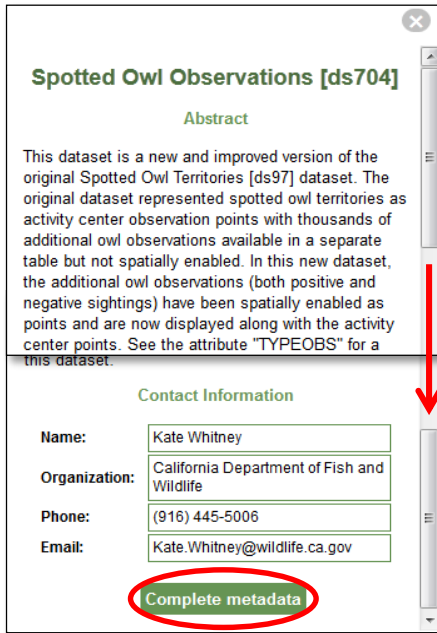 Spotted Owl Observations [ds704]
Abstract
This dataset is a new and improved version of the
original Spotted Owl Territories [ds97] dataset. The
original dataset represented spotted owl territories as
activity center observation points with thousands of
additional owl observations available in a separate
table but not spatially enabled. In this new dataset,
the additional owl observations (both positive and
negative sightings) have been spatially enabled as
points and are now displayed along with the activity
center points. See the attribute "TYPEOBS" for a
this dataset.
Contact Information
Name: Kate Whitney
Organization: California Department of Fish and
Wildlife
Phone: (916) 445-5006
Email: Kate.Whitney@wildlife.ca.gov
Complete metadata